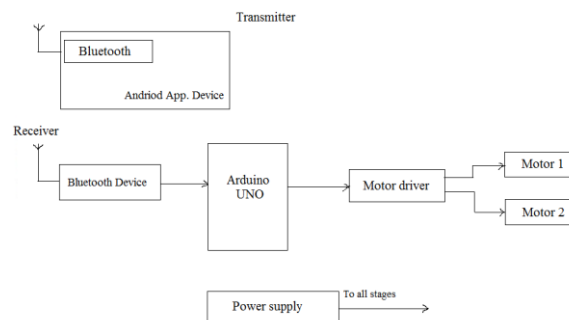 Transmitter
Bluetooth
Andriod App. Device
Receiver
Bluetooth Device
Arduino
UNO
Motor driver
Motor 1
Motor 2
Power supply
To all stages